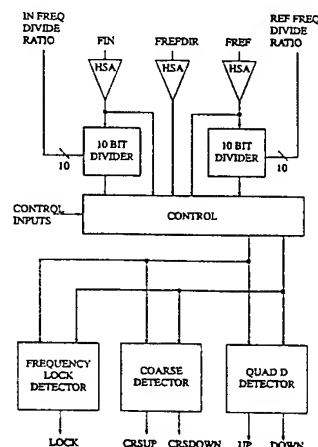 IN FREQ
DIVIDE
RATIO
FIN
FREFDIR
FREF
REF FREQ
DIVIDE
RATIO
HSA
HSA
HSA
10 BIT
DIVIDER
10
10 BIT
DIVIDER
10
CONTROL
INPUTS
CONTROL
FREQUENCY
LOCK
DETECTOR
COARSE
DETECTOR
QUAD D
DETECTOR
LOCK
CRSUP
CRSDOWN
UP
DOWN